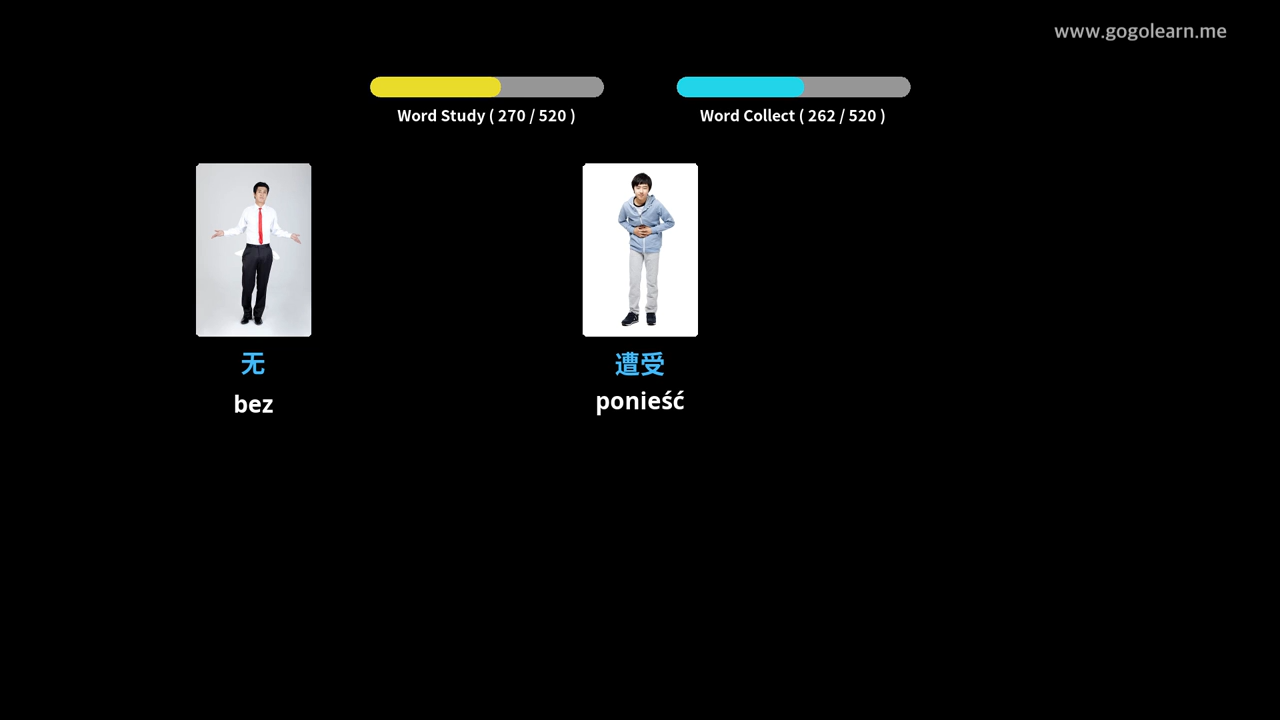 www.gogolearn.me
Word Study ( 270 / 520 )
Word Collect ( 262 / 520 )
无
bez
遭受
ponieść